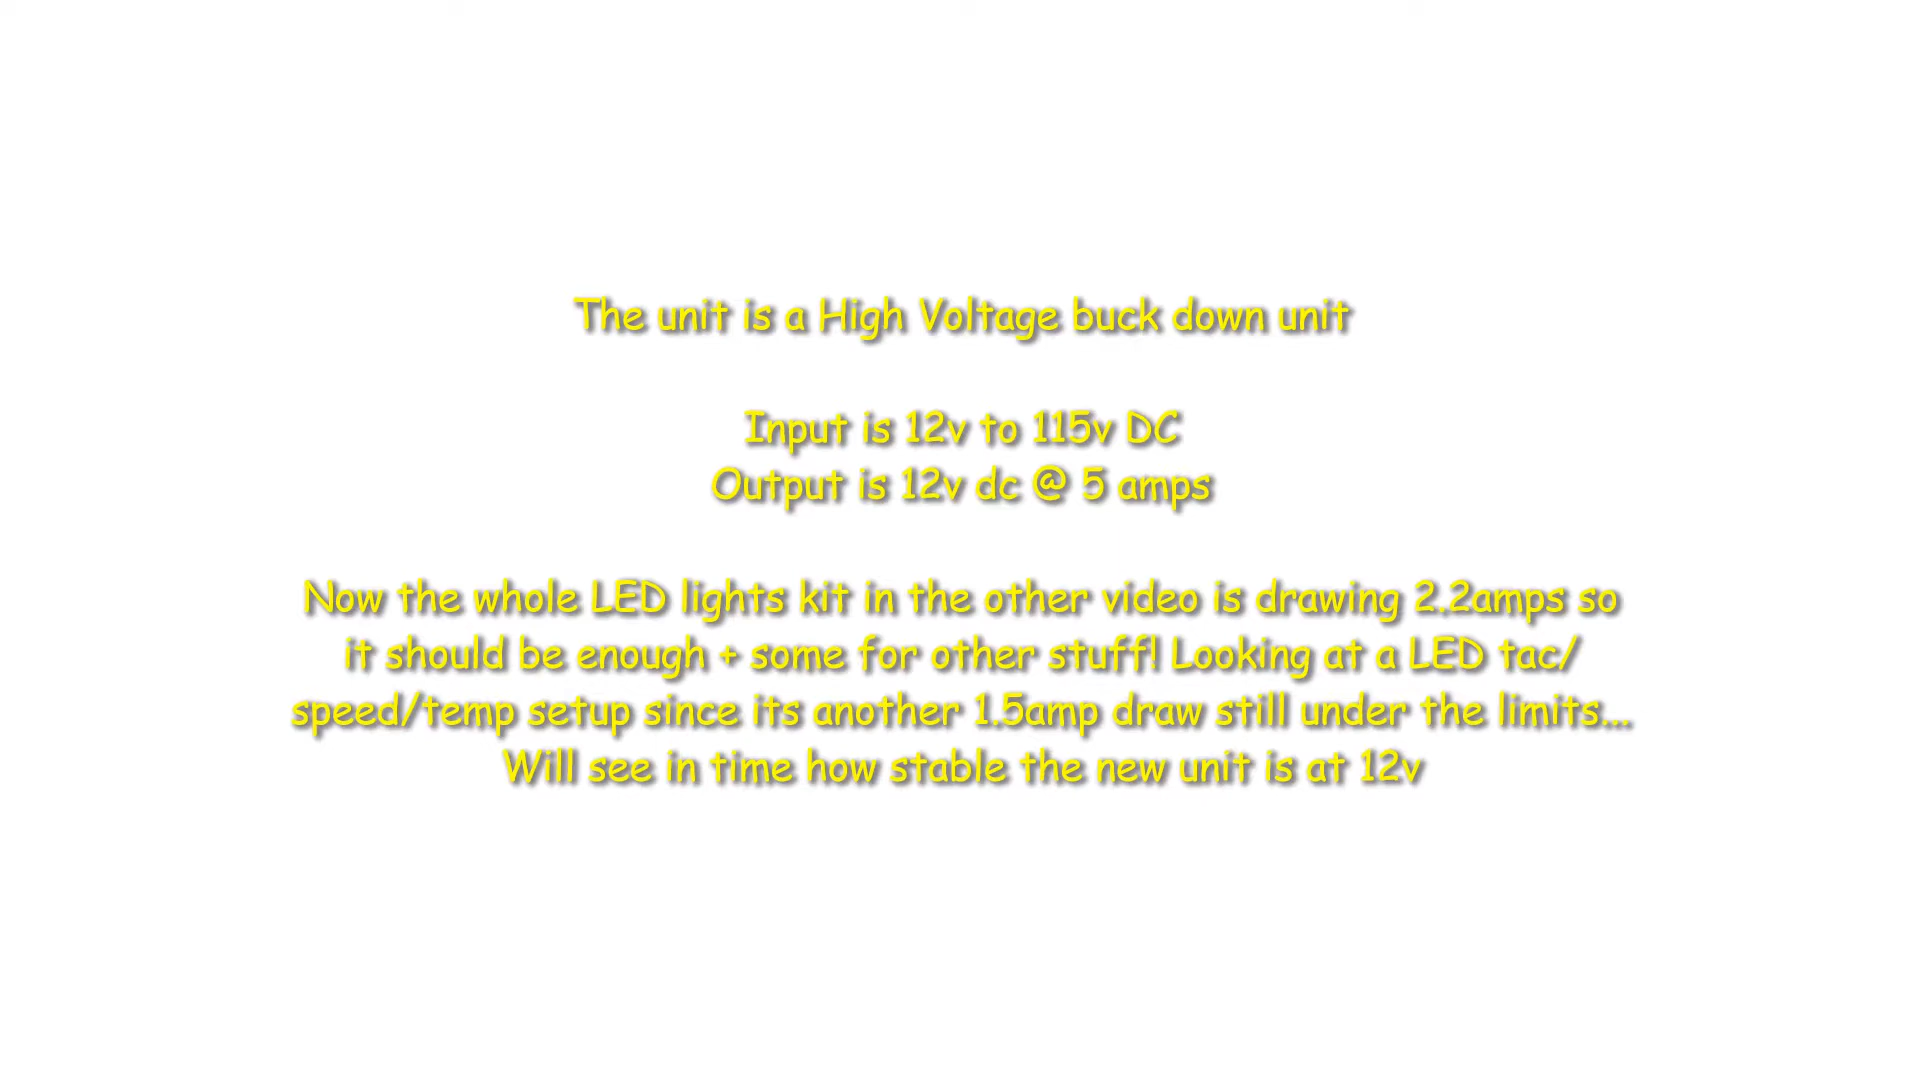 The unit is a High Voltage buck down unit
Input is 12v to 115v DC
Output is 12v dc @ 5 amps
Now the whole LED lights kit in the other video is drawing 2.2amps so
it should be enough + some for other stuff! Looking at a LED tac/
speed/temp setup since its another 1.5amp draw still under the limits...
Will see in time how stable the new unit is at 12v